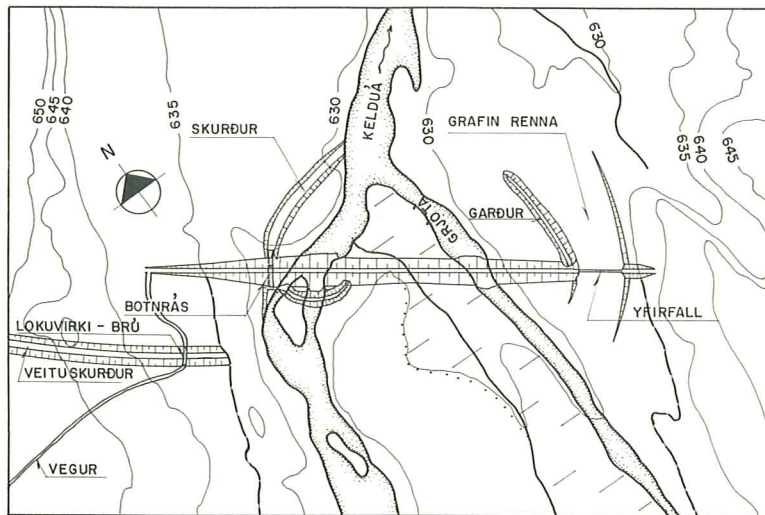 650
645
640
635
630
SKURÐUR
KELDUÁ
630
GRAFIN RENNA
630
635
640
645
N
GRJÓTÁ
GARÐUR
BOTNRÁS
YFIRFALL
LOKUVIRKI - BRÚ
VEITUSKURÐUR
VEGUR
630